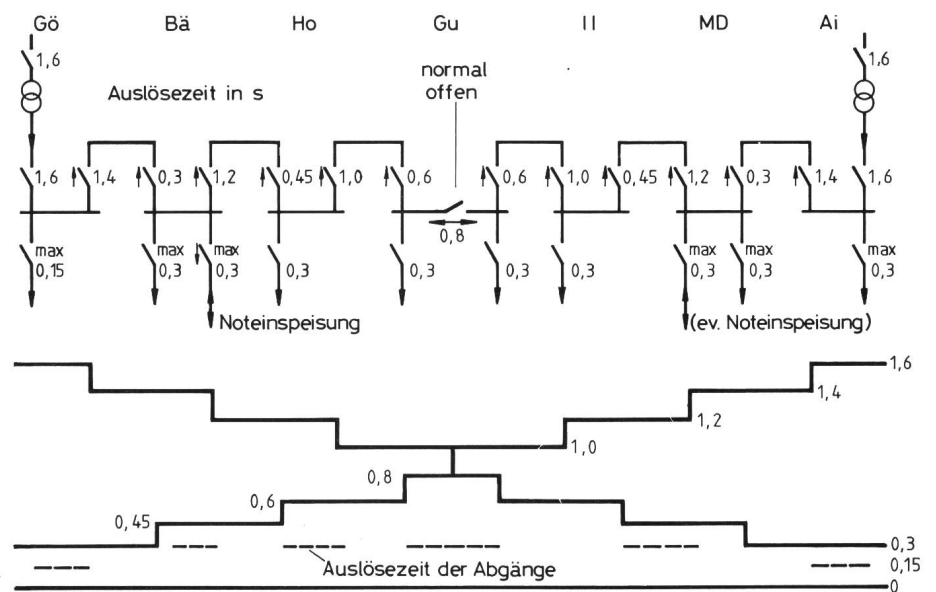 Gö Bä Ho Gu Il MD Ai
1,6 1,6
normal
offen
Auslösezeit in s
1,6 1,4 0,3 1,2 0,45 1,0 0,6 0,6 1,0 0,45 1,2 0,3 1,4 1,6
0,8
max max max max max max
0,15 0,3 0,3 0,3 0,3 0,3 0,3 0,3 0,3 0,3
Noteinspeisung (ev. Noteinspeisung)
1,6
1,4
1,2
1,0
0,8
0,6
0,45
0,3
0,15
Auslösezeit der Abgänge
0